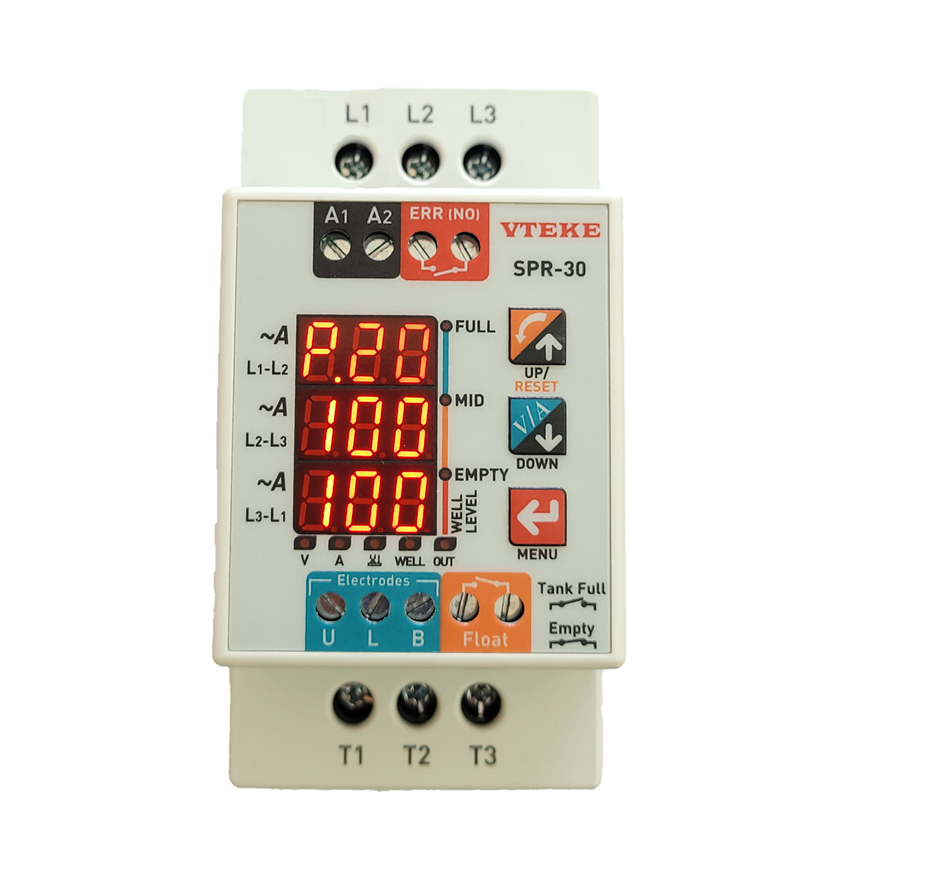 L1 L2 L3
A1 A2 ERR (NO)
VTEKE
SPR-30
~A P.20 FULL
L1-L2
UP/
RESET
~A 100 MID
L2-L3
V/A
DOWN
~A 100 EMPTY
L3-L1
WELL
LEVEL
MENU
V A WELL OUT
Electrodes
U L B
Float
Tank Full
Empty
T1 T2 T3